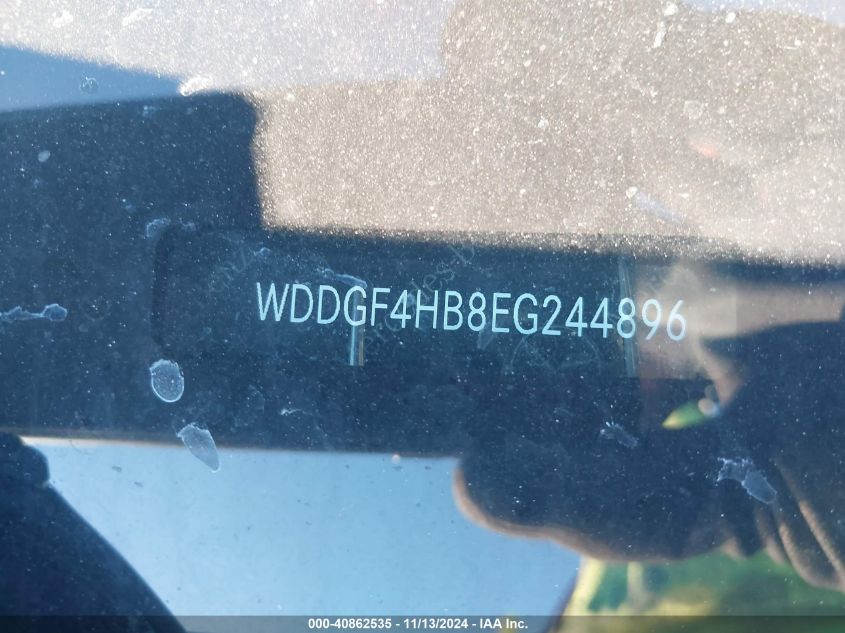 WDDGF4HB8EG244896
000-40862535 - 11/13/2024 - IAA Inc.